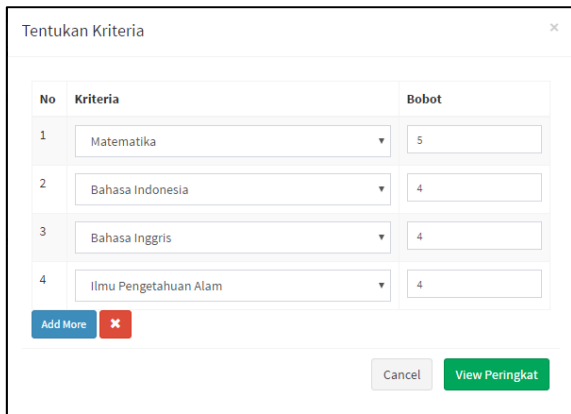 Tentukan Kriteria ×
No Kriteria Bobot
1 Matematika 5
2 Bahasa Indonesia 4
3 Bahasa Inggris 4
4 Ilmu Pengetahuan Alam 4
Add More ✖
Cancel View Peringkat